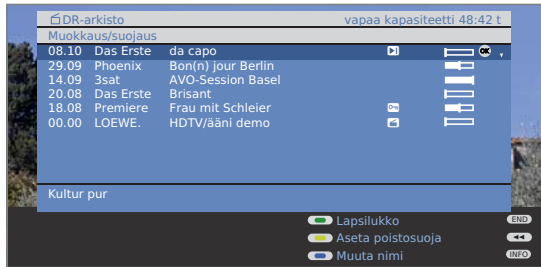 DR-arkisto vapaa kapasiteetti 48:42 t
Muokkaus/suojaus
08.10 Das Erste da capo OK
29.09 Phoenix Bon(n) jour Berlin
14.09 3sat AVO-Session Basel
20.08 Das Erste Brisant
18.08 Premiere Frau mit Schleier
00.00 LOEWE. HDTV/ääni demo
Kultur pur
Lapsilukko END
Aseta poistosuoja
Muuta nimi INFO